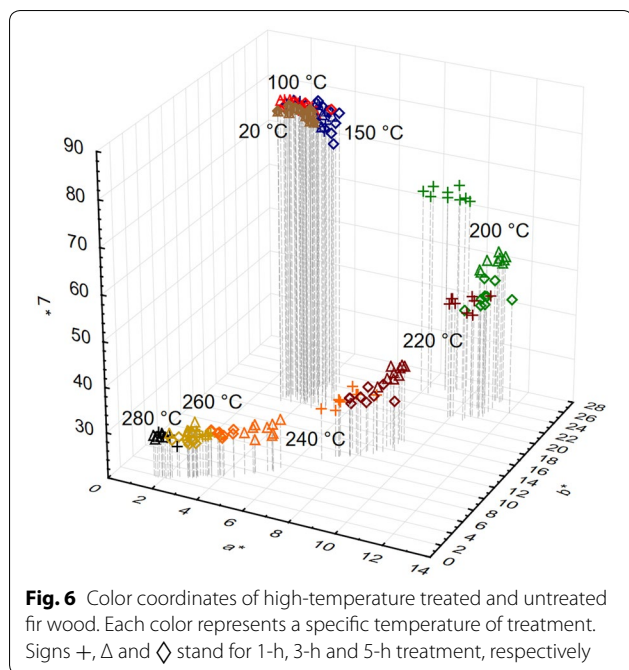 100 °C
20 °C
150 °C
200 °C
220 °C
240 °C
260 °C
280 °C
90
80
70
60
50
40
30
*7
0
2
4
6
8
10
12
14
a*
0
2
4
6
8
10
12
14
16
18
20
22
24
26
28
b*
Fig. 6 Color coordinates of high-temperature treated and untreated
fir wood. Each color represents a specific temperature of treatment.
Signs +, Δ and ◊ stand for 1-h, 3-h and 5-h treatment, respectively